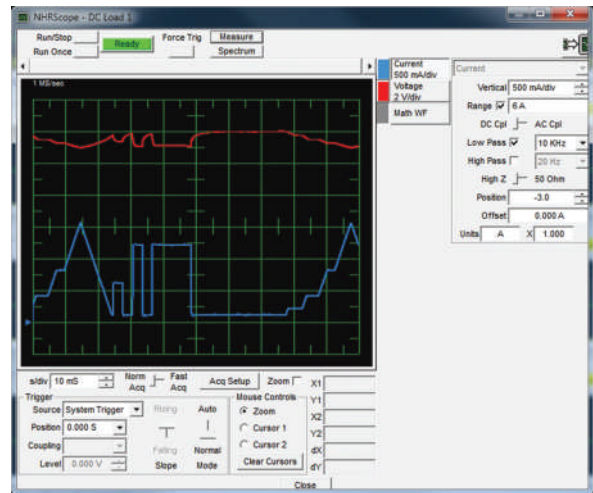 NHRScope - DC Load 1
Run/Stop
Run Once
Ready
Force Trig
Measure
Spectrum
1 MS/sec
Current
500 mA/div
Voltage
2 V/div
Math WF
Current
Vertical 500 mA/div
Range 6 A
DC Cpl AC Cpl
Low Pass 10 KHz
High Pass 20 Hz
High Z 50 Ohm
Position -3.0
Offset 0.000 A
Units A X 1.000
s/div 10 mS
Norm Acq
Fast Acq
Acq Setup
Zoom
Trigger
Source System Trigger
Position 0.000 S
Coupling
Level 0.000 V
Rising
Falling
Slope
Auto
Normal
Mode
Mouse Controls
Zoom
Cursor 1
Cursor 2
Clear Cursors
X1
Y1
X2
Y2
dX
dY
Close